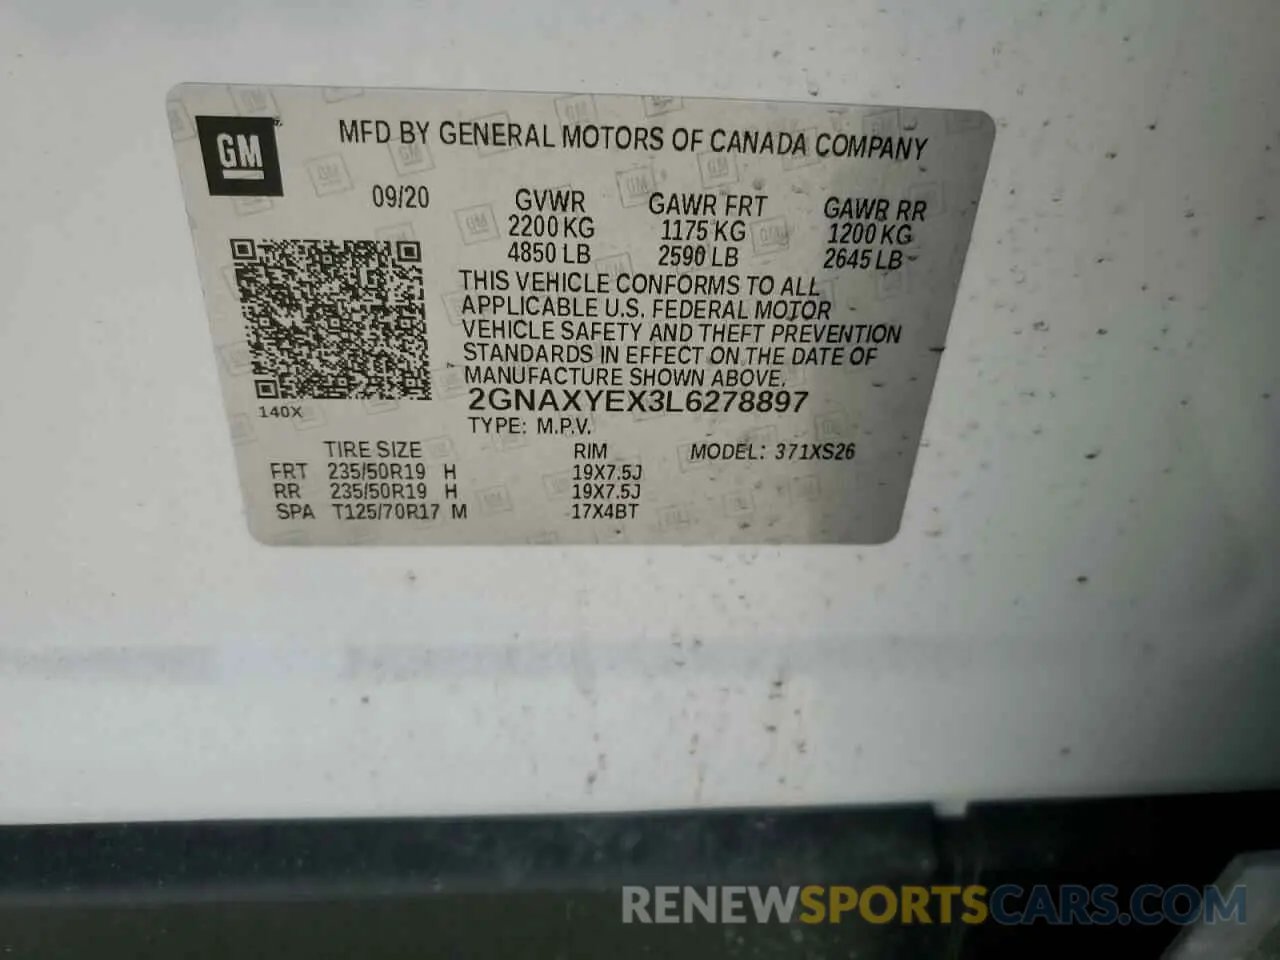 GM
MFD BY GENERAL MOTORS OF CANADA COMPANY
09/20
GVWR GAWR FRT GAWR RR
2200 KG 1175 KG 1200 KG
4850 LB 2590 LB 2645 LB
THIS VEHICLE CONFORMS TO ALL
APPLICABLE U.S. FEDERAL MOTOR
VEHICLE SAFETY AND THEFT PREVENTION
STANDARDS IN EFFECT ON THE DATE OF
MANUFACTURE SHOWN ABOVE.
140X
2GNAXYEX3L6278897
TYPE: M.P.V.
TIRE SIZE RIM MODEL: 371XS26
FRT 235/50R19 H 19X7.5J
RR 235/50R19 H 19X7.5J
SPA T125/70R17 M 17X4BT
RENEWSPORTSCARS.COM